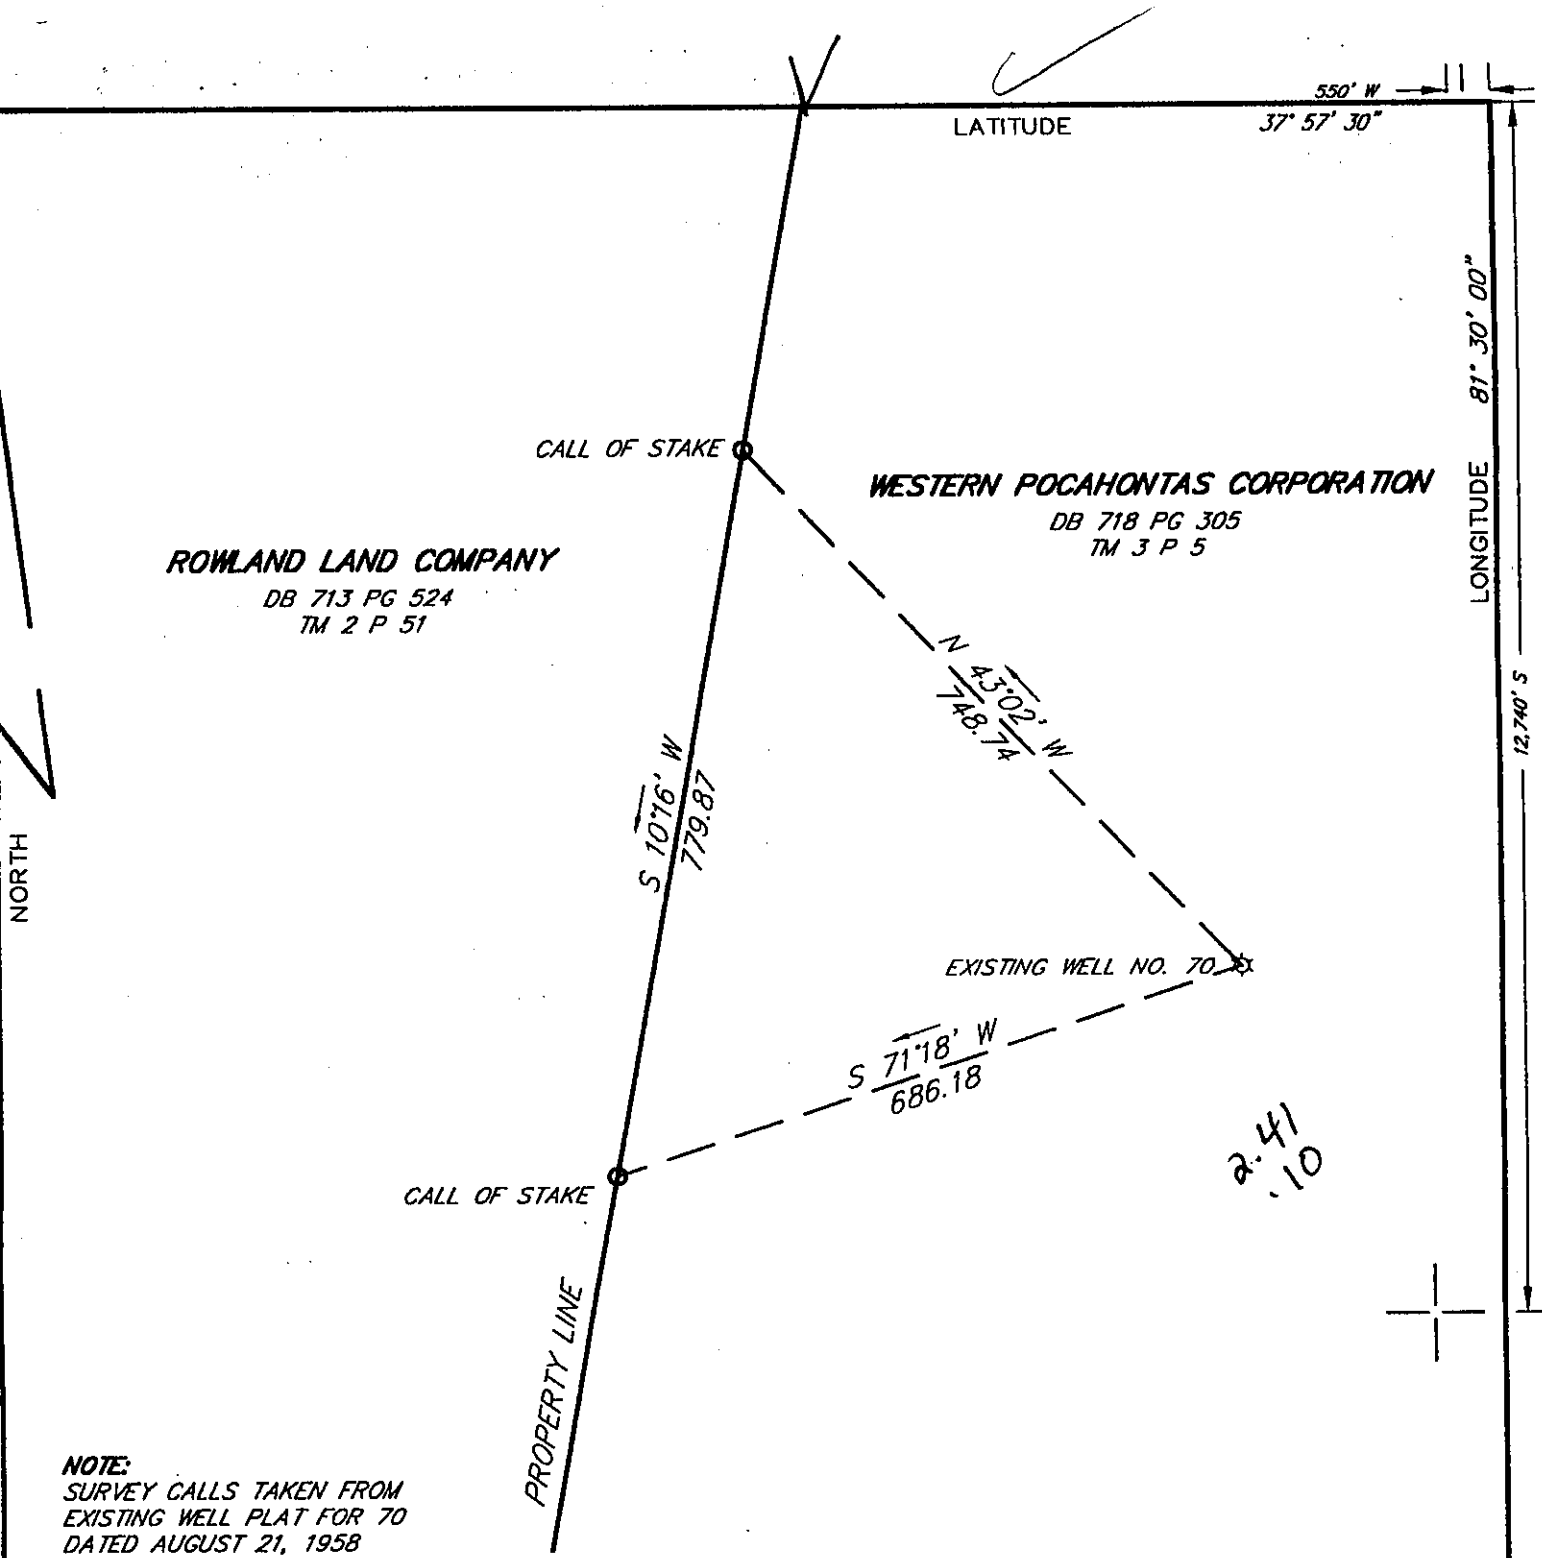 550' W
LATITUDE
37° 57' 30"
LONGITUDE 81° 30' 00"
12,740' S
CALL OF STAKE
WESTERN POCAHONTAS CORPORATION
DB 718 PG 305
TM 3 P 5
ROWLAND LAND COMPANY
DB 713 PG 524
TM 2 P 51
N 43°02' W
748.74
S 10°16' W
779.87
NORTH
EXISTING WELL NO. 70
S 71°18' W
686.18
2.41
.10
CALL OF STAKE
PROPERTY LINE
NOTE:
SURVEY CALLS TAKEN FROM
EXISTING WELL PLAT FOR 70
DATED AUGUST 21, 1958